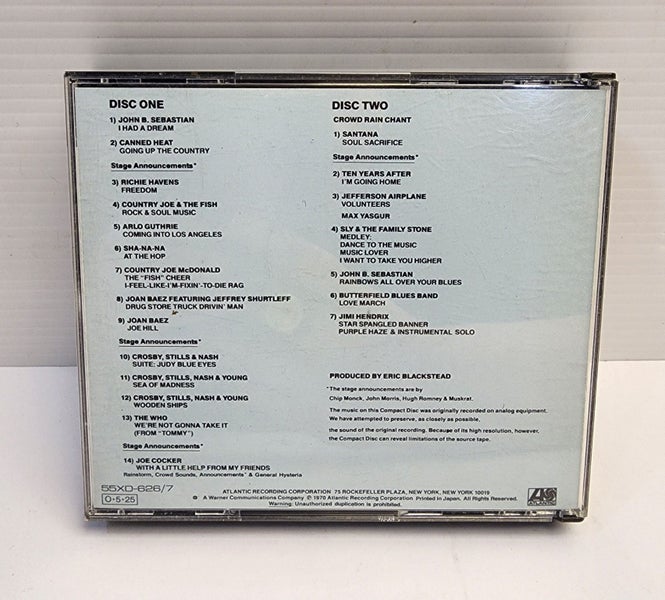 DISC ONE
1) JOHN B. SEBASTIAN
I HAD A DREAM
2) CANNED HEAT
GOING UP THE COUNTRY
Stage Announcements*
3) RICHIE HAVENS
FREEDOM
4) COUNTRY JOE & THE FISH
ROCK & SOUL MUSIC
5) ARLO GUTHRIE
COMING INTO LOS ANGELES
6) SHA-NA-NA
AT THE HOP
7) COUNTRY JOE McDONALD
THE "FISH" CHEER
I-FEEL-LIKE-I'M-FIXIN'-TO-DIE RAG
8) JOAN BAEZ FEATURING JEFFREY SHURTLEFF
DRUG STORE TRUCK DRIVIN' MAN
9) JOAN BAEZ
JOE HILL
Stage Announcements*
10) CROSBY, STILLS & NASH
SUITE: JUDY BLUE EYES
11) CROSBY, STILLS, NASH & YOUNG
SEA OF MADNESS
12) CROSBY, STILLS, NASH & YOUNG
WOODEN SHIPS
13) THE WHO
WE'RE NOT GONNA TAKE IT
(FROM "TOMMY")
Stage Announcements*
14) JOE COCKER
WITH A LITTLE HELP FROM MY FRIENDS
Rainstorm, Crowd Sounds, Announcements* & General Hysteria
DISC TWO
CROWD RAIN CHANT
1) SANTANA
SOUL SACRIFICE
Stage Announcements*
2) TEN YEARS AFTER
I'M GOING HOME
3) JEFFERSON AIRPLANE
VOLUNTEERS
MAX YASGUR
4) SLY & THE FAMILY STONE
MEDLEY:
DANCE TO THE MUSIC
MUSIC LOVER
I WANT TO TAKE YOU HIGHER
5) JOHN B. SEBASTIAN
RAINBOWS ALL OVER YOUR BLUES
6) BUTTERFIELD BLUES BAND
LOVE MARCH
7) JIMI HENDRIX
STAR SPANGLED BANNER
PURPLE HAZE & INSTRUMENTAL SOLO
PRODUCED BY ERIC BLACKSTEAD
*The stage announcements are by
Chip Monck, John Morris, Hugh Romney & Muskrat.
The music on this Compact Disc was originally recorded on analog equipment.
We have attempted to preserve, as closely as possible,
the sound of the original recording. Because of its high resolution, however,
the Compact Disc can reveal limitations of the source tape.
55XD-626/7
O·5·25
ATLANTIC RECORDING CORPORATION 75 ROCKEFELLER PLAZA, NEW YORK, NEW YORK 10019
A Warner Communications Company ℗ 1970 Atlantic Recording Corporation Printed in Japan. All Rights Reserved.
Warning: Unauthorized duplication is prohibited.
ATLANTIC